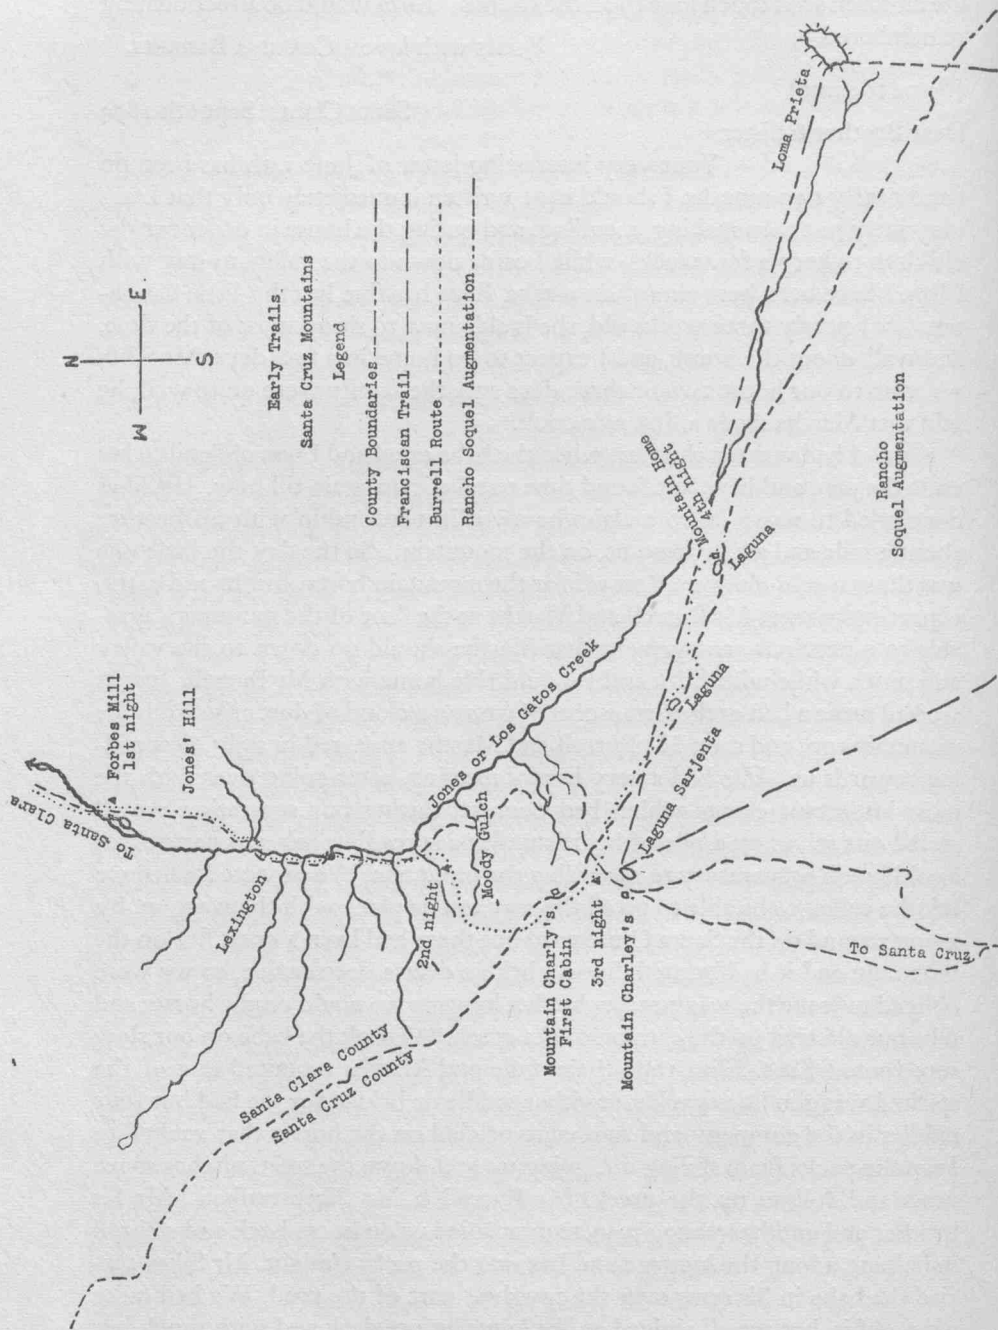 N
W
E
S
Early Trails
Santa Cruz Mountains
Legend
County Boundaries
Franciscan Trail
Burrell Route
Rancho Soquel Augmentation
To Santa Clara
Forbes Mill
1st night
Jones' Hill
Lexington
Jones or Los Gatos Creek
2nd night
Moody Gulch
Santa Clara County
Santa Cruz County
Mountain Charly's
First Cabin
3rd night
Mountain Charley's
Laguna Sarjenta
Laguna
Laguna
Mountain Home
4th night
Loma Prieta
Rancho
Soquel Augmentation
To Santa Cruz